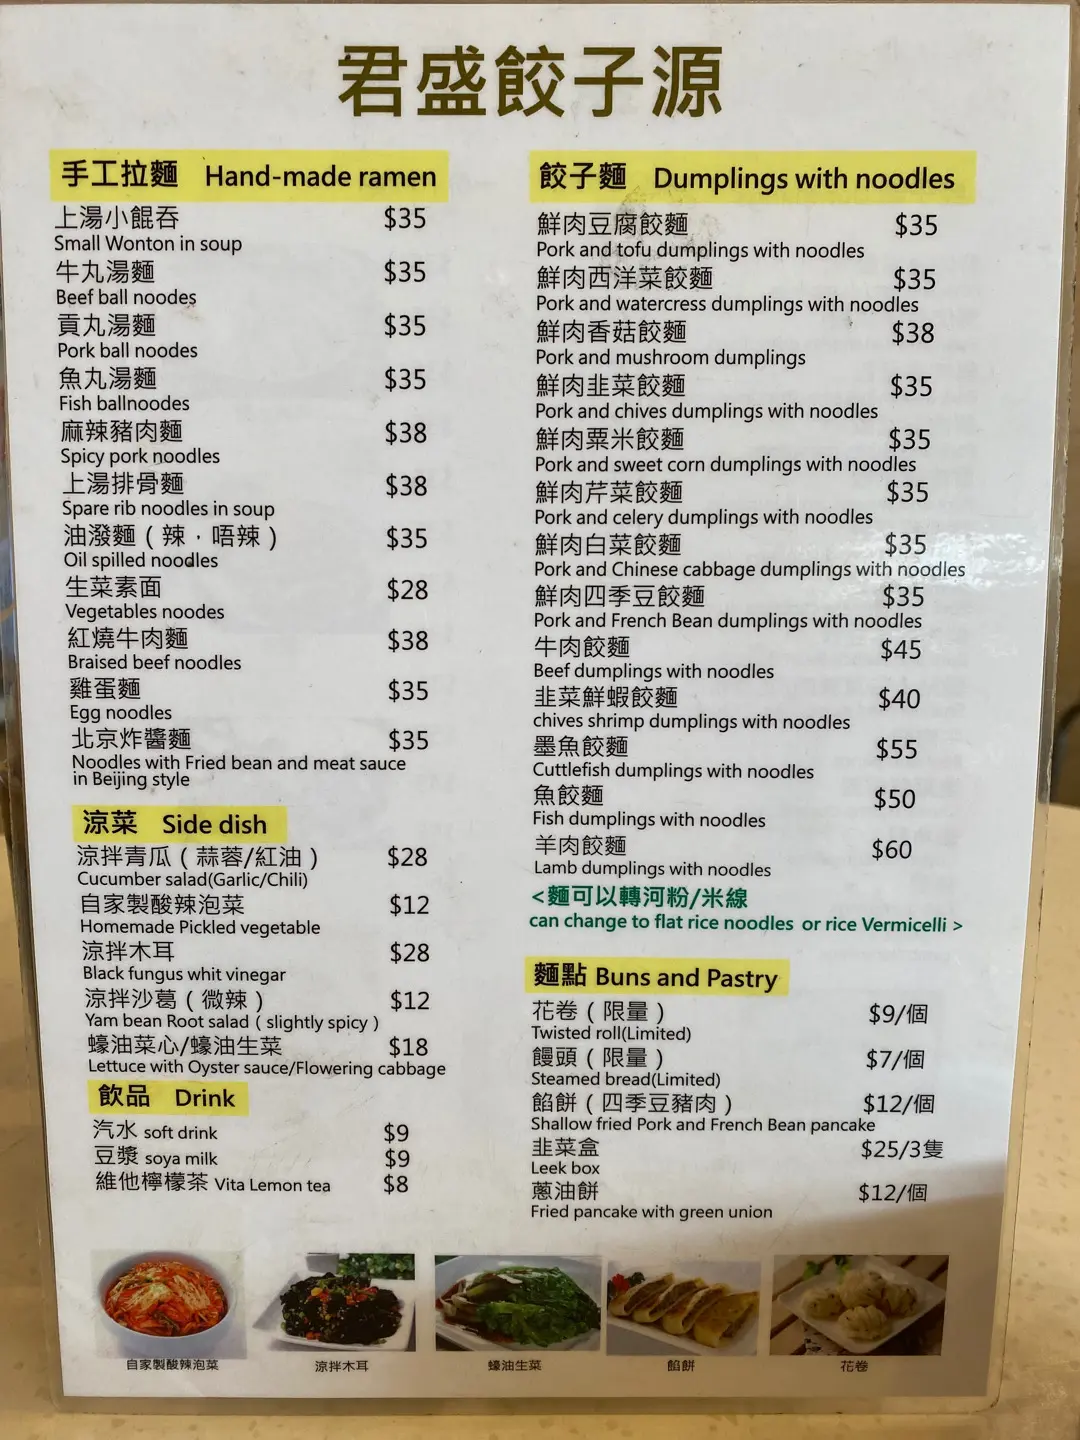 君盛餃子源
手工拉麵 Hand-made ramen
上湯小餛吞 $35
Small Wonton in soup
牛丸湯麵 $35
Beef ball noodes
貢丸湯麵 $35
Pork ball noodes
魚丸湯麵 $35
Fish ballnoodes
麻辣豬肉麵 $38
Spicy pork noodles
上湯排骨麵 $38
Spare rib noodles in soup
油潑麵（辣，唔辣） $35
Oil spilled noodles
生菜素面 $28
Vegetables noodes
紅燒牛肉麵 $38
Braised beef noodles
雞蛋麵 $35
Egg noodles
北京炸醬麵 $35
Noodles with Fried bean and meat sauce
in Beijing style
涼菜 Side dish
涼拌青瓜（蒜蓉/紅油） $28
Cucumber salad(Garlic/Chili)
自家製酸辣泡菜 $12
Homemade Pickled vegetable
涼拌木耳 $28
Black fungus whit vinegar
涼拌沙葛（微辣） $12
Yam bean Root salad（slightly spicy）
蠔油菜心/蠔油生菜 $18
Lettuce with Oyster sauce/Flowering cabbage
飲品 Drink
汽水 soft drink $9
豆漿 soya milk $9
維他檸檬茶 Vita Lemon tea $8
餃子麵 Dumplings with noodles
鮮肉豆腐餃麵 $35
Pork and tofu dumplings with noodles
鮮肉西洋菜餃麵 $35
Pork and watercress dumplings with noodles
鮮肉香菇餃麵 $38
Pork and mushroom dumplings
鮮肉韭菜餃麵 $35
Pork and chives dumplings with noodles
鮮肉粟米餃麵 $35
Pork and sweet corn dumplings with noodles
鮮肉芹菜餃麵 $35
Pork and celery dumplings with noodles
鮮肉白菜餃麵 $35
Pork and Chinese cabbage dumplings with noodles
鮮肉四季豆餃麵 $35
Pork and French Bean dumplings with noodles
牛肉餃麵 $45
Beef dumplings with noodles
韭菜鮮蝦餃麵 $40
chives shrimp dumplings with noodles
墨魚餃麵 $55
Cuttlefish dumplings with noodles
魚餃麵 $50
Fish dumplings with noodles
羊肉餃麵 $60
Lamb dumplings with noodles
<麵可以轉河粉/米線
can change to flat rice noodles or rice Vermicelli >
麵點 Buns and Pastry
花卷（限量） $9/個
Twisted roll(Limited)
饅頭（限量） $7/個
Steamed bread(Limited)
餡餅（四季豆豬肉） $12/個
Shallow fried Pork and French Bean pancake
韭菜盒 $25/3隻
Leek box
蔥油餅 $12/個
Fried pancake with green union
自家製酸辣泡菜
涼拌木耳
蠔油生菜
餡餅
花卷